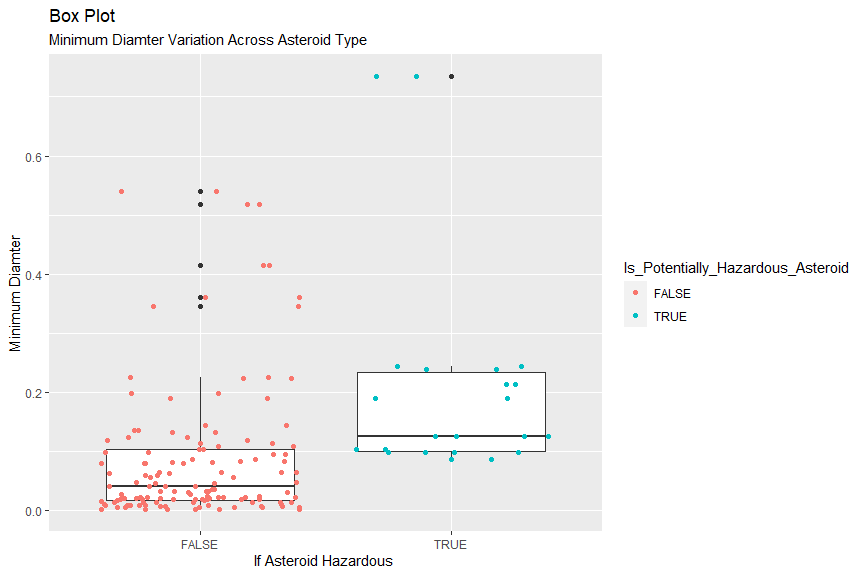 Box Plot
Minimum Diamter Variation Across Asteroid Type
0.6
0.4
0.2
0.0
Minimum Diamter
FALSE
TRUE
If Asteroid Hazardous
Is_Potentially_Hazardous_Asteroid
FALSE
TRUE